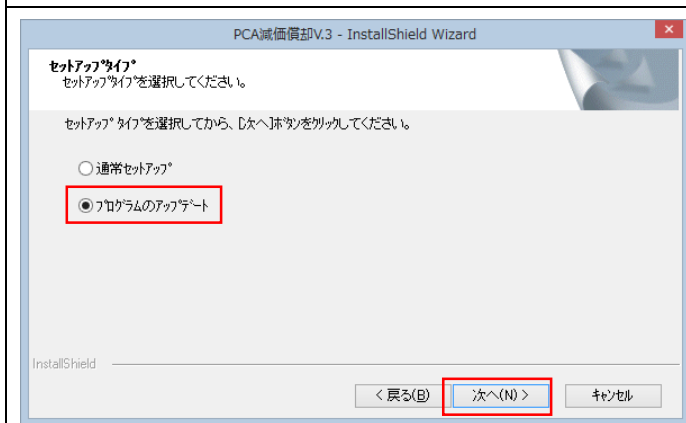 PCA減価償却V.3 - InstallShield Wizard
セットアップ タイプ
セットアップ タイプを選択してください。
セットアップ タイプを選択してから、[次へ]ボタンをクリックしてください。
通常セットアップ
プログラムのアップデート
InstallShield
< 戻る(B) 次へ(N) > キャンセル